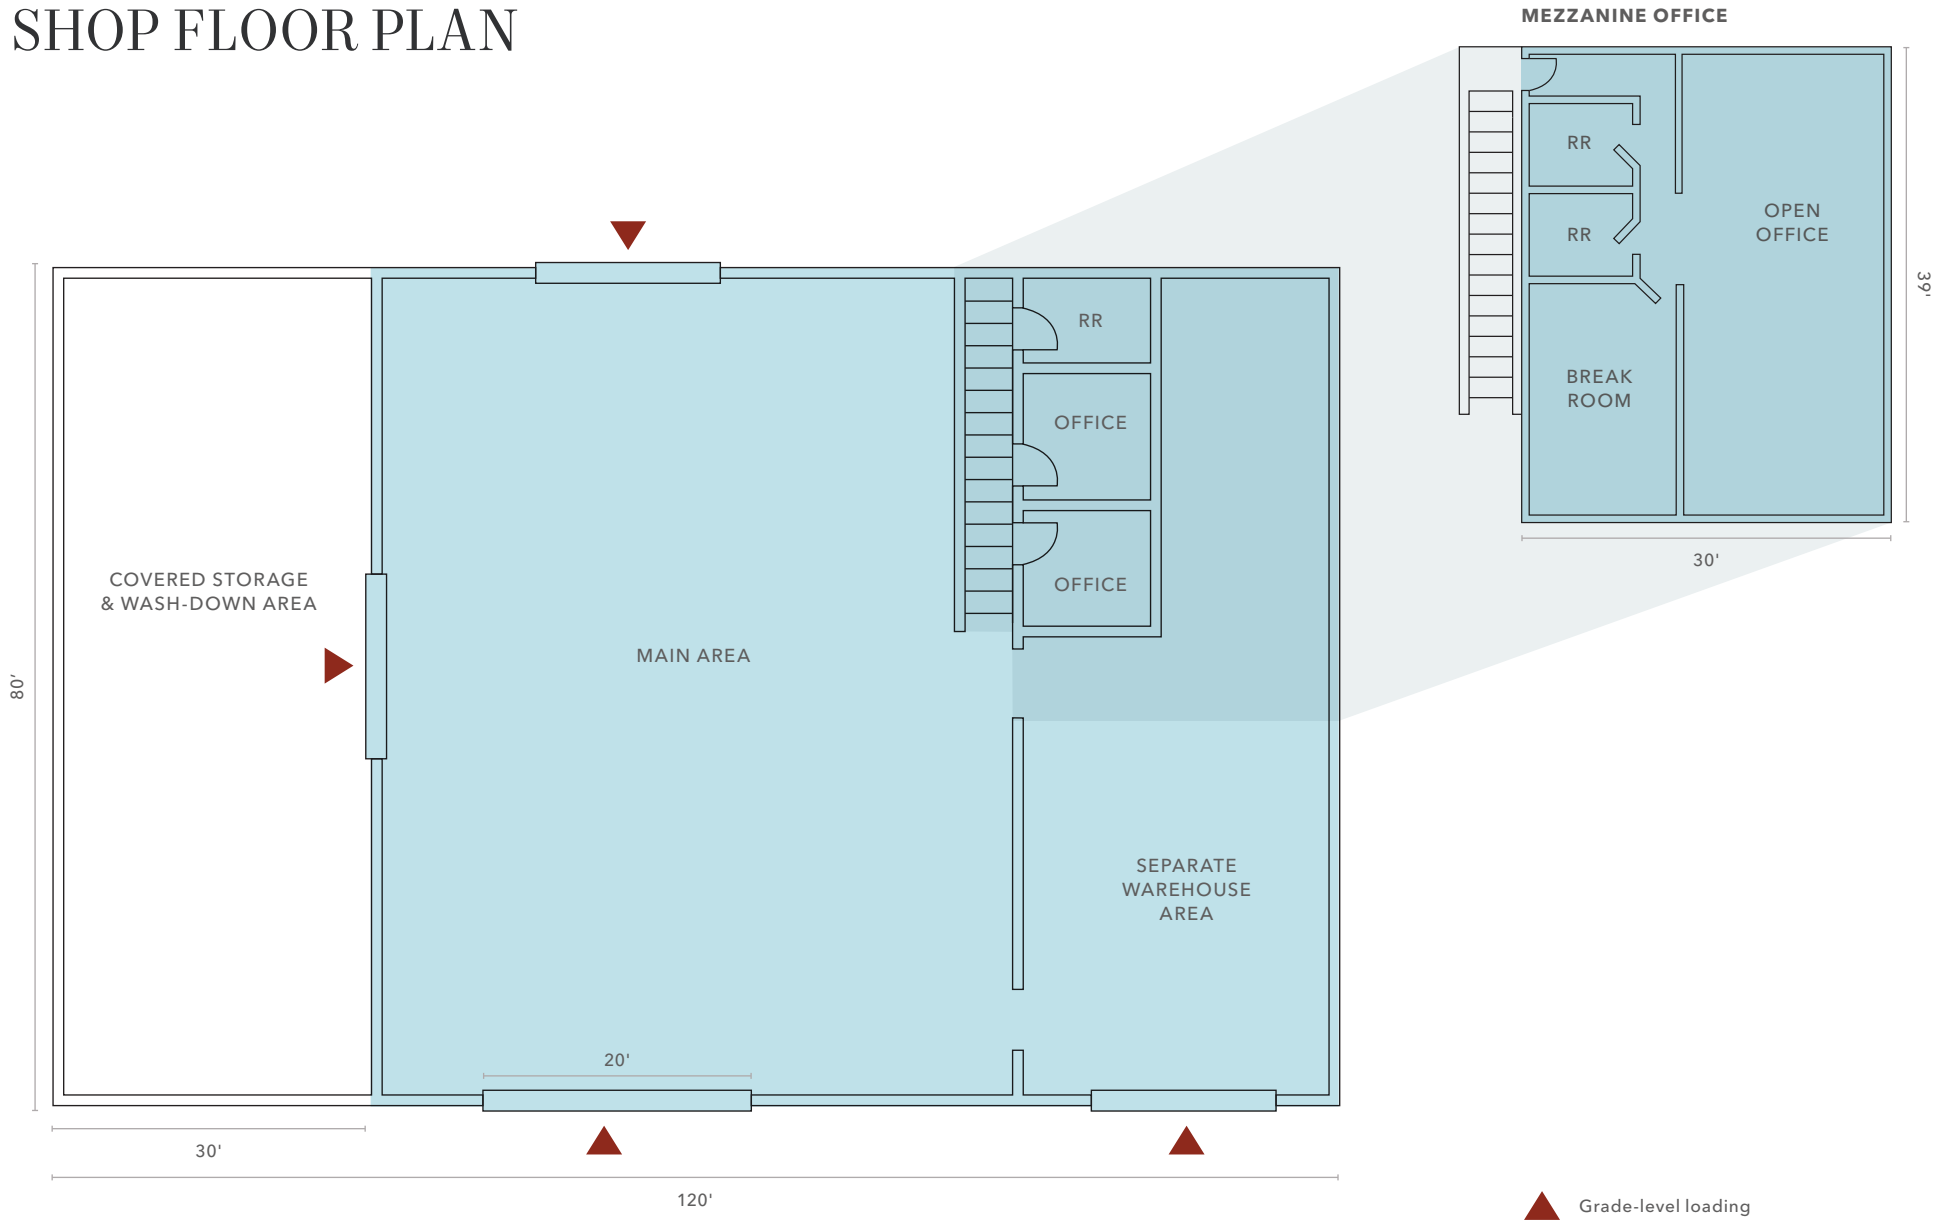 SHOP FLOOR PLAN
MEZZANINE OFFICE
RR
RR
OPEN
OFFICE
BREAK
ROOM
39'
30'
RR
OFFICE
OFFICE
COVERED STORAGE
& WASH-DOWN AREA
MAIN AREA
80'
SEPARATE
WAREHOUSE
AREA
20'
30'
120'
Grade-level loading